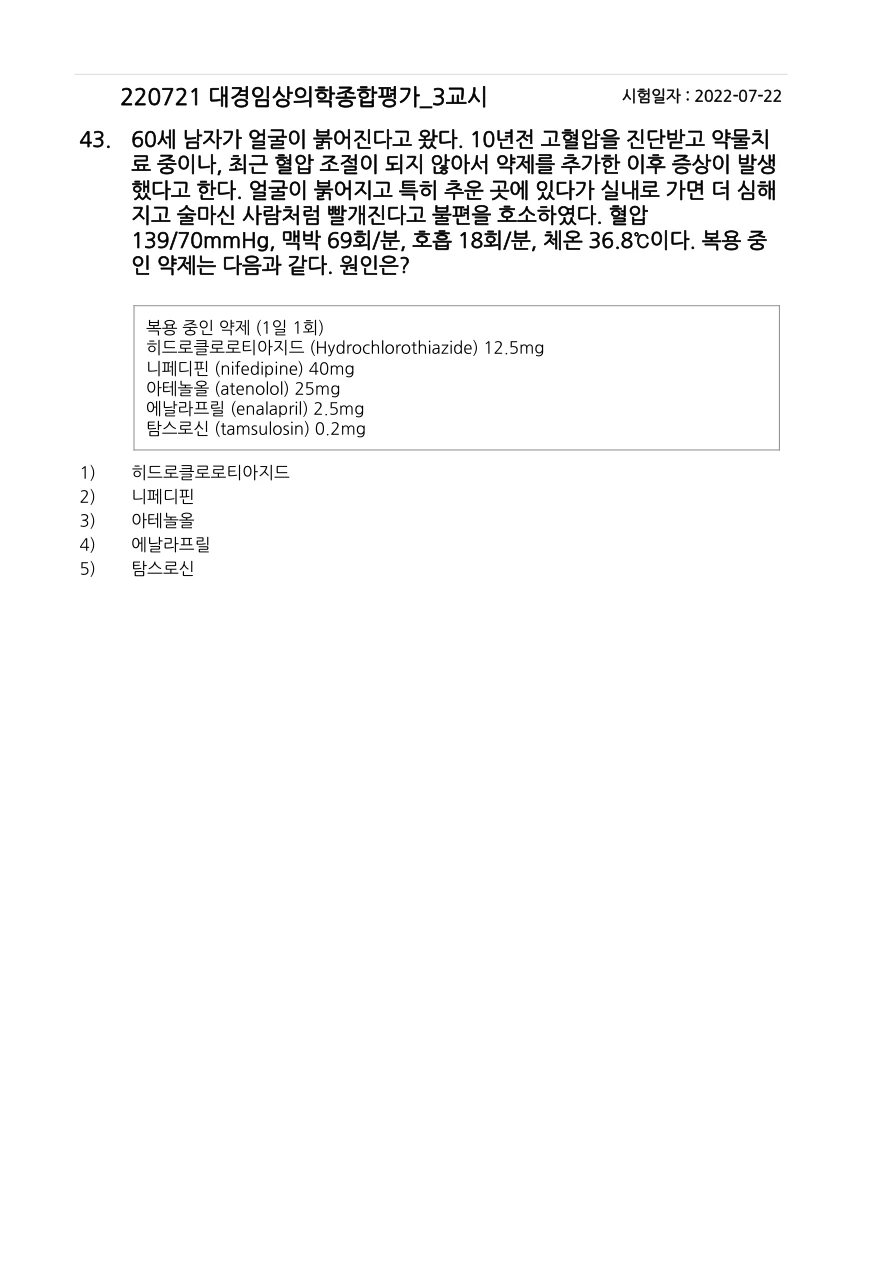 220721 대경임상의학종합평가_3교시 시험일자 : 2022-07-22
43. 60세 남자가 얼굴이 붉어진다고 왔다. 10년전 고혈압을 진단받고 약물치
료 중이나, 최근 혈압 조절이 되지 않아서 약제를 추가한 이후 증상이 발생
했다고 한다. 얼굴이 붉어지고 특히 추운 곳에 있다가 실내로 가면 더 심해
지고 술마신 사람처럼 빨개진다고 불편을 호소하였다. 혈압
139/70mmHg, 맥박 69회/분, 호흡 18회/분, 체온 36.8℃이다. 복용 중
인 약제는 다음과 같다. 원인은?
복용 중인 약제 (1일 1회)
히드로클로로티아지드 (Hydrochlorothiazide) 12.5mg
니페디핀 (nifedipine) 40mg
아테놀올 (atenolol) 25mg
에날라프릴 (enalapril) 2.5mg
탐스로신 (tamsulosin) 0.2mg
1) 히드로클로로티아지드
2) 니페디핀
3) 아테놀올
4) 에날라프릴
5) 탐스로신